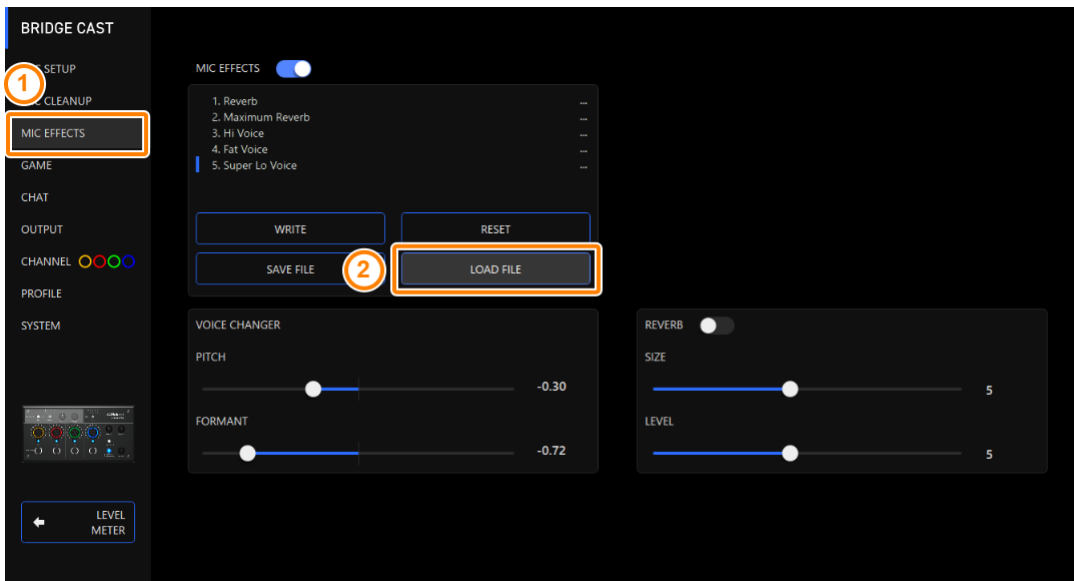 BRIDGE CAST
1
SETUP
CLEANUP
MIC EFFECTS
GAME
CHAT
OUTPUT
CHANNEL
PROFILE
SYSTEM
LEVEL
METER
MIC EFFECTS
1. Reverb ...
2. Maximum Reverb ...
3. Hi Voice ...
4. Fat Voice ...
5. Super Lo Voice ...
WRITE RESET
SAVE FILE 2 LOAD FILE
VOICE CHANGER
PITCH
-0.30
FORMANT
-0.72
REVERB
SIZE
5
LEVEL
5